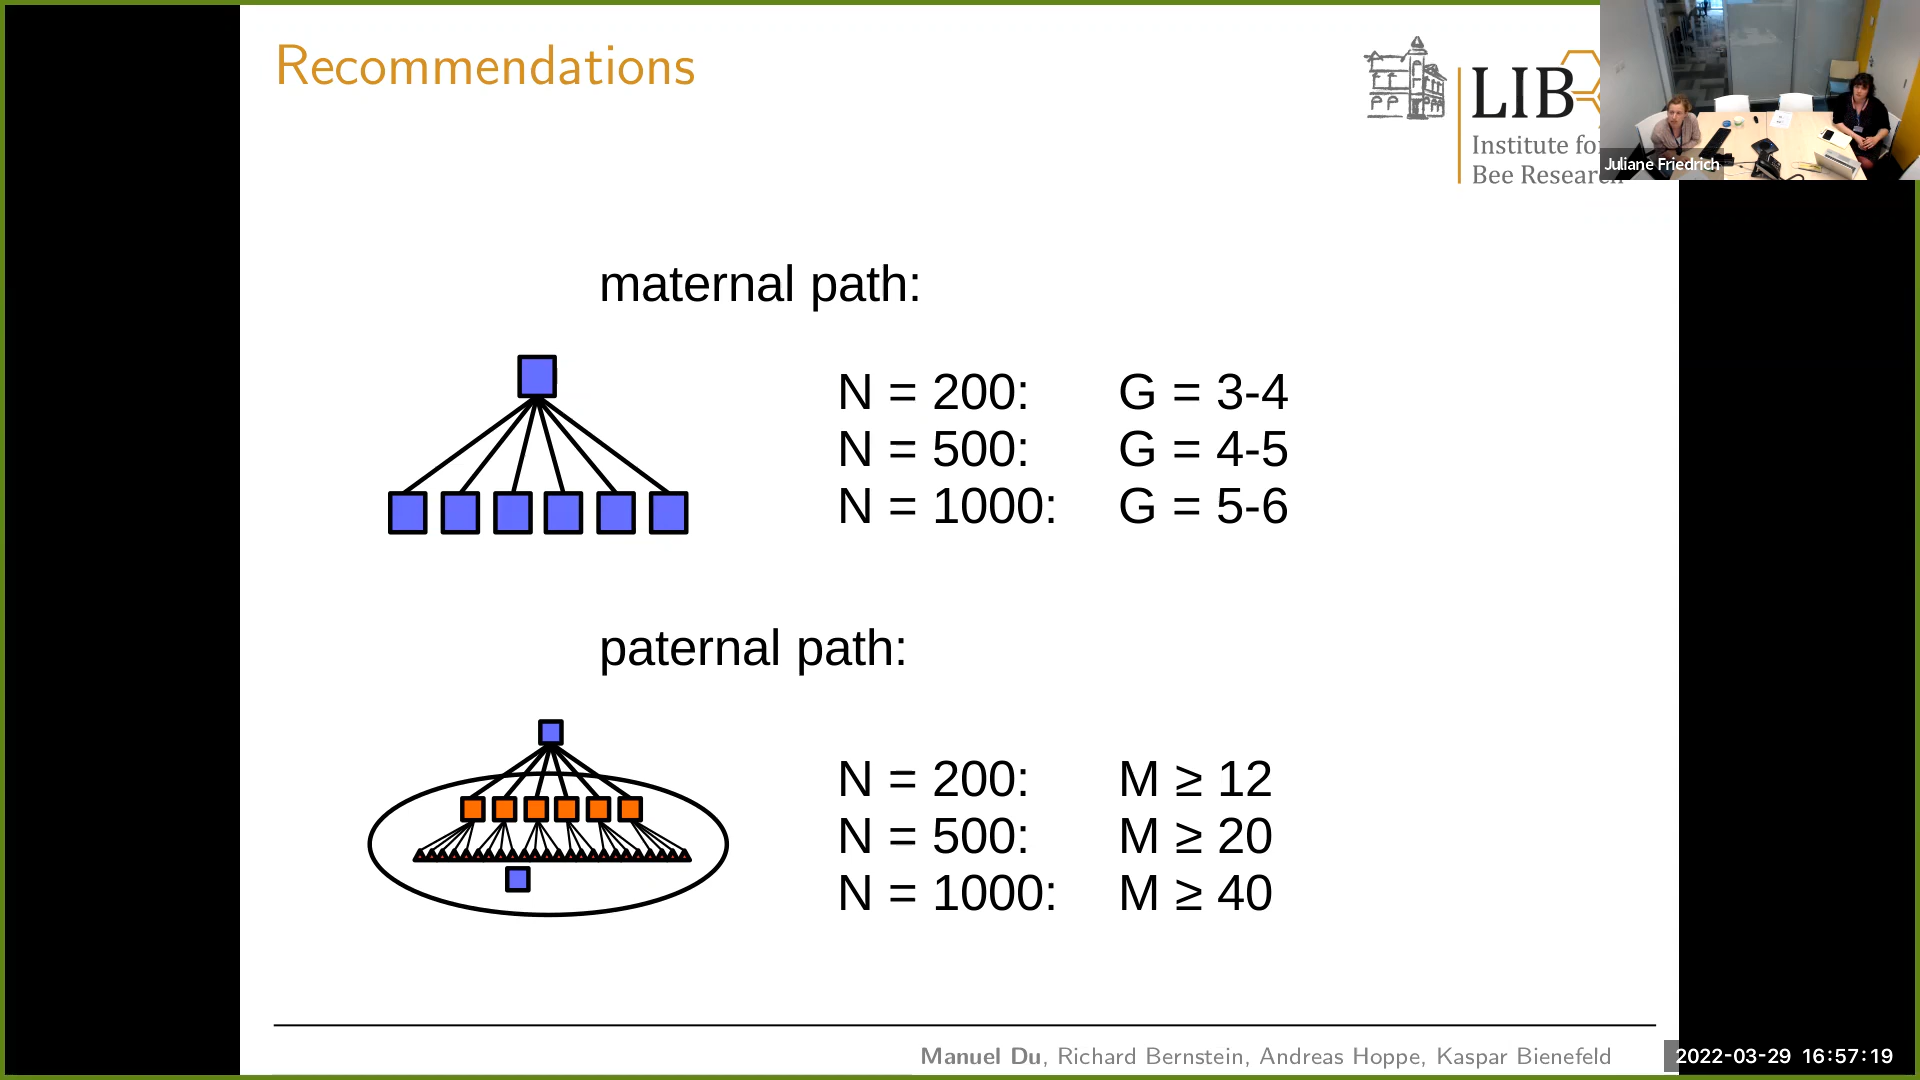 Recommendations
LIB
Institute for
Bee Research
Juliane Friedrich
maternal path:
N = 200: G = 3-4
N = 500: G = 4-5
N = 1000: G = 5-6
paternal path:
N = 200: M ≥ 12
N = 500: M ≥ 20
N = 1000: M ≥ 40
Manuel Du, Richard Bernstein, Andreas Hoppe, Kaspar Bienefeld
2022-03-29 16:57:19